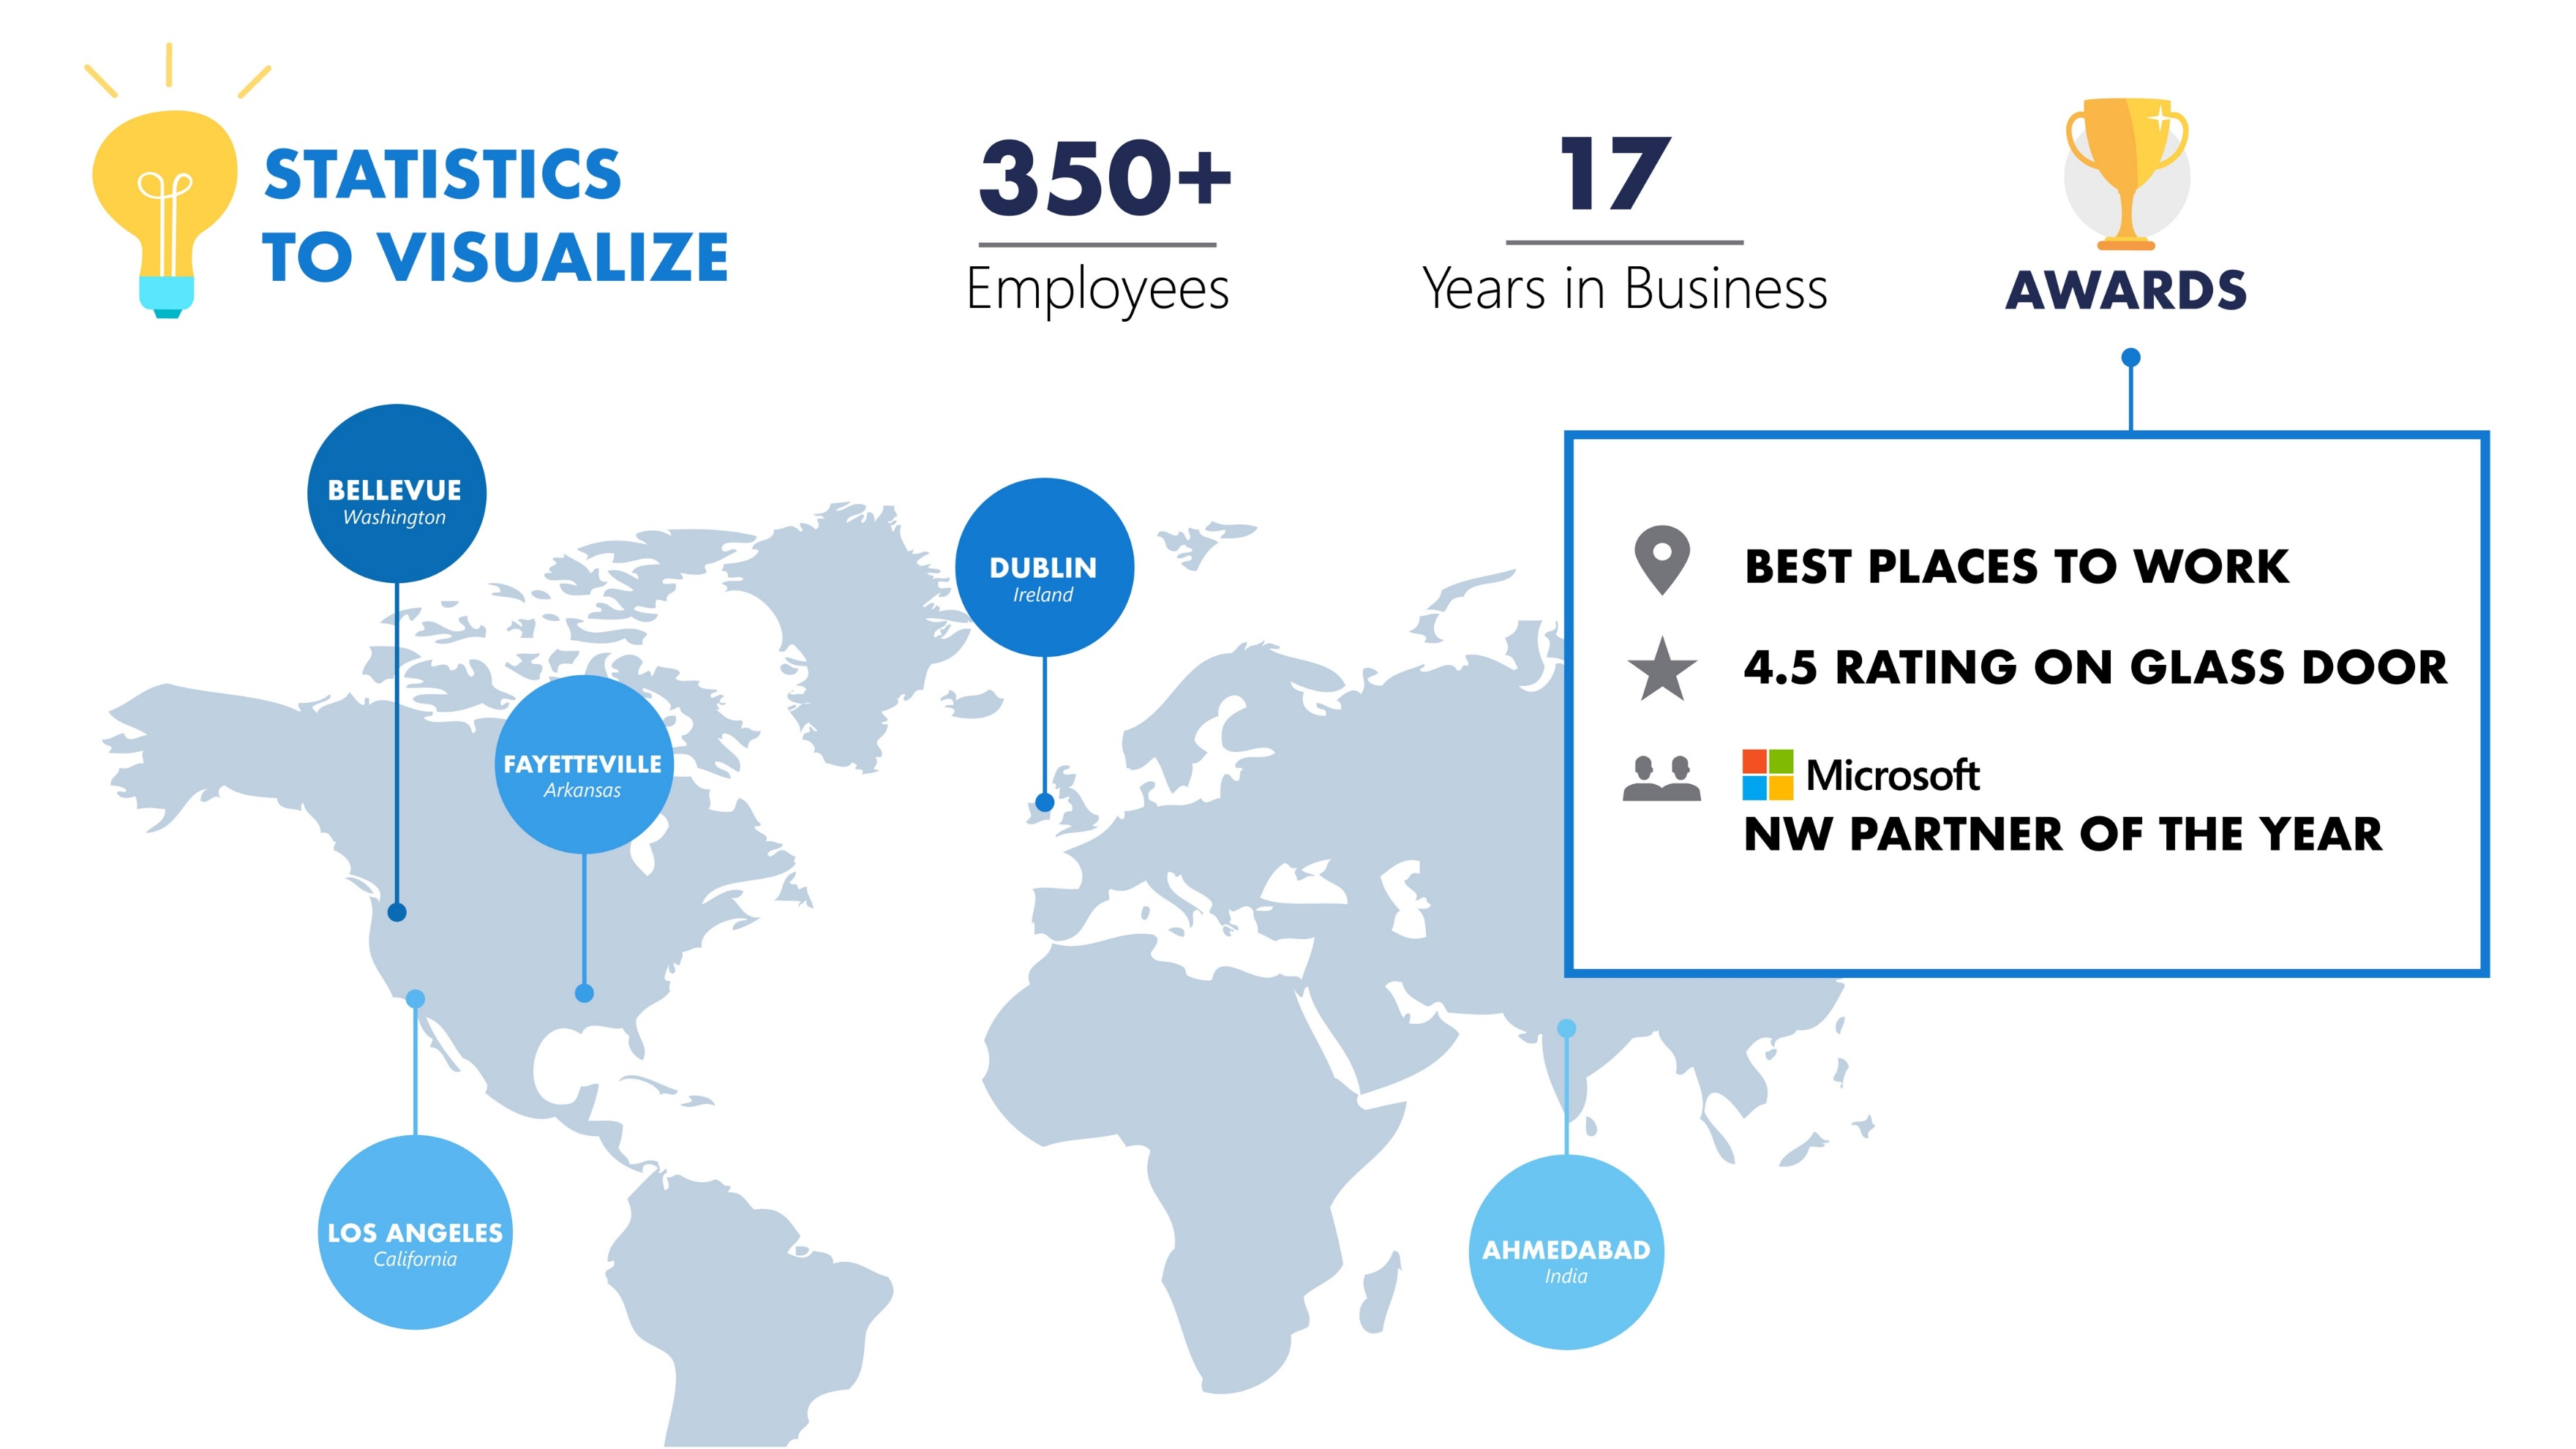 STATISTICS
TO VISUALIZE
350+
Employees
17
Years in Business
AWARDS
BELLEVUE
Washington
DUBLIN
Ireland
FAYETTEVILLE
Arkansas
LOS ANGELES
California
AHMEDABAD
India
BEST PLACES TO WORK
4.5 RATING ON GLASS DOOR
Microsoft
NW PARTNER OF THE YEAR